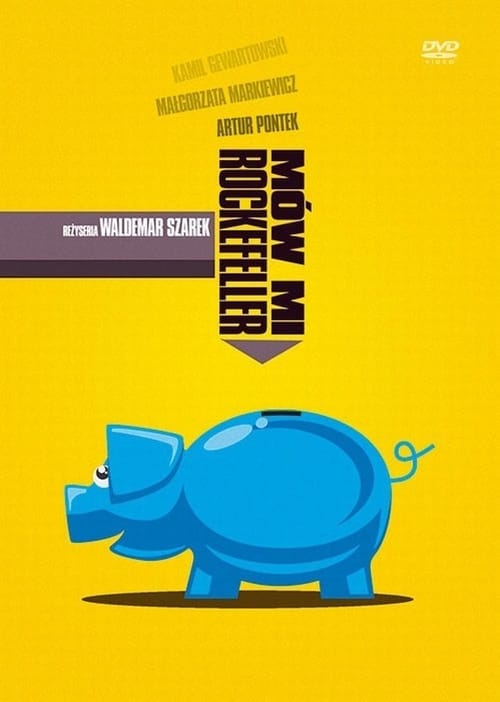 KAMIL GEWARTOWSKI
DVD
VIDEO
MAŁGORZATA MARKIEWICZ
ARTUR PONTEK
MÓW MI
ROCKEFELLER
REŻYSERIA WALDEMAR SZAREK